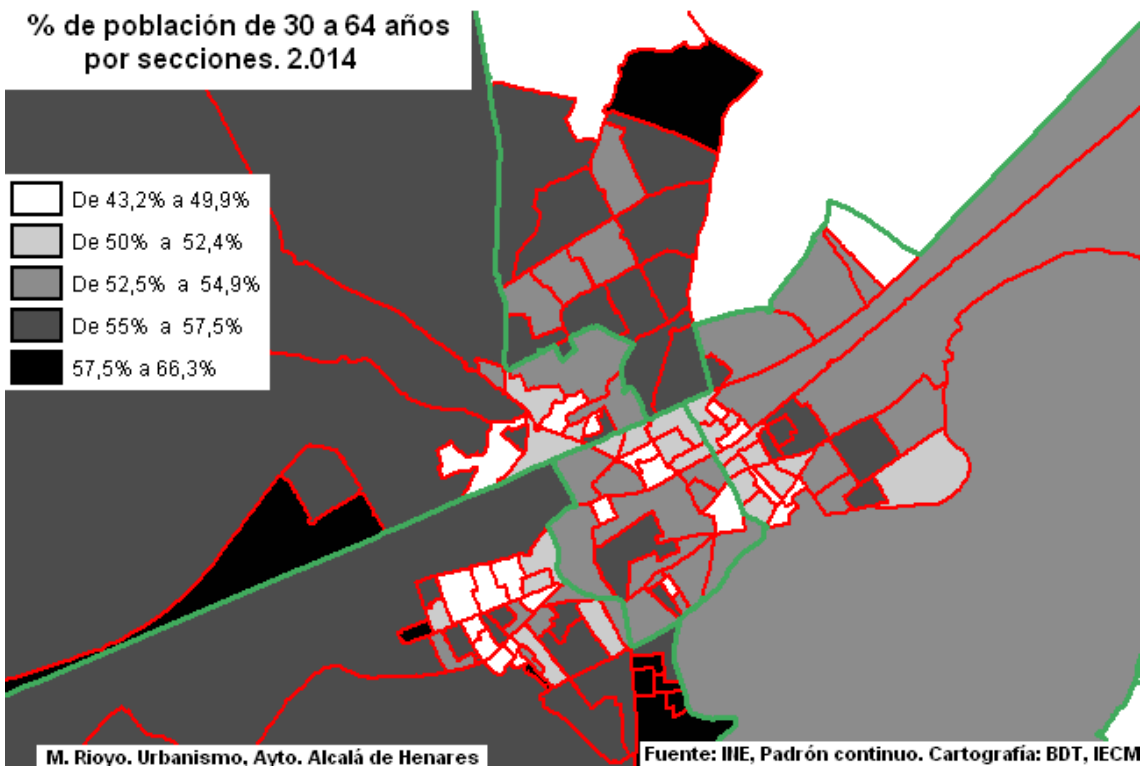 % de población de 30 a 64 años
por secciones. 2.014
De 43,2% a 49,9%
De 50% a 52,4%
De 52,5% a 54,9%
De 55% a 57,5%
57,5% a 66,3%
M. Rioyo. Urbanismo, Ayto. Alcalá de Henares
Fuente: INE, Padrón continuo. Cartografía: BDT, IECM